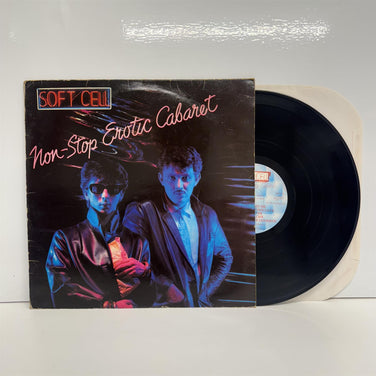 SOFT CELL
Non-Stop Erotic Cabaret